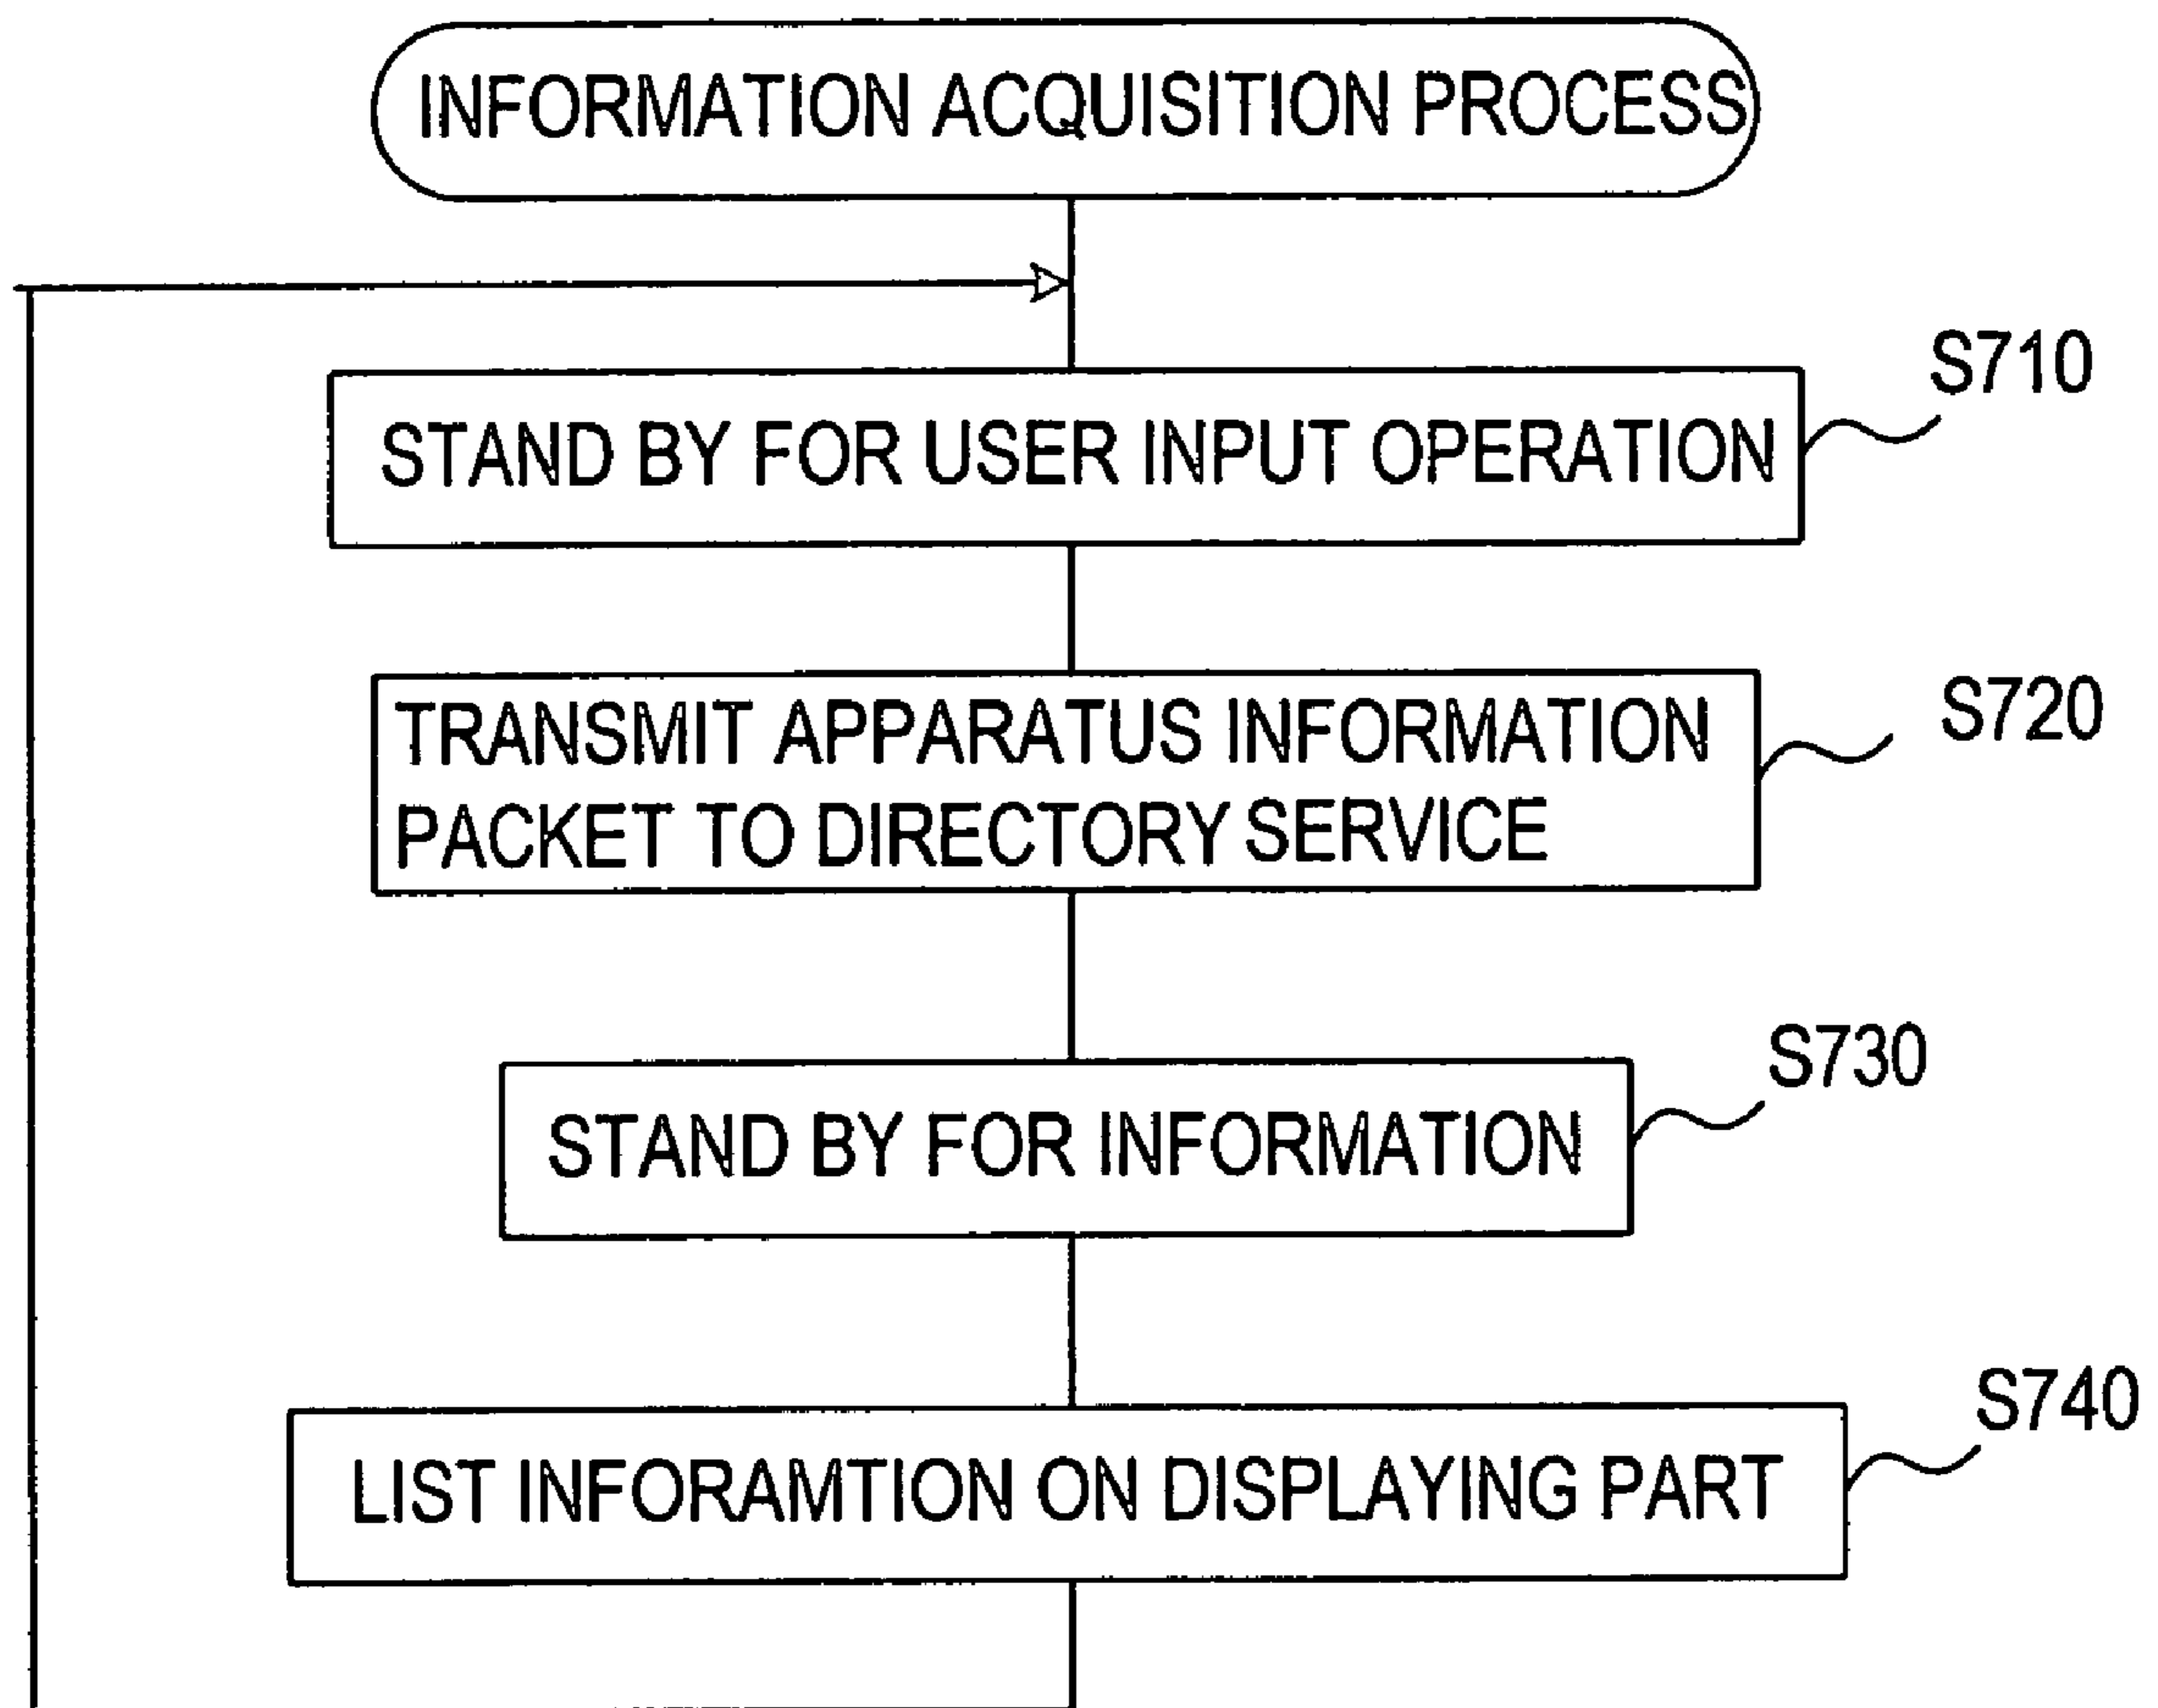 INFORMATION ACQUISITION PROCESS
S710
STAND BY FOR USER INPUT OPERATION
S720
TRANSMIT APPARATUS INFORMATION
PACKET TO DIRECTORY SERVICE
S730
STAND BY FOR INFORMATION
S740
LIST INFORAMTION ON DISPLAYING PART